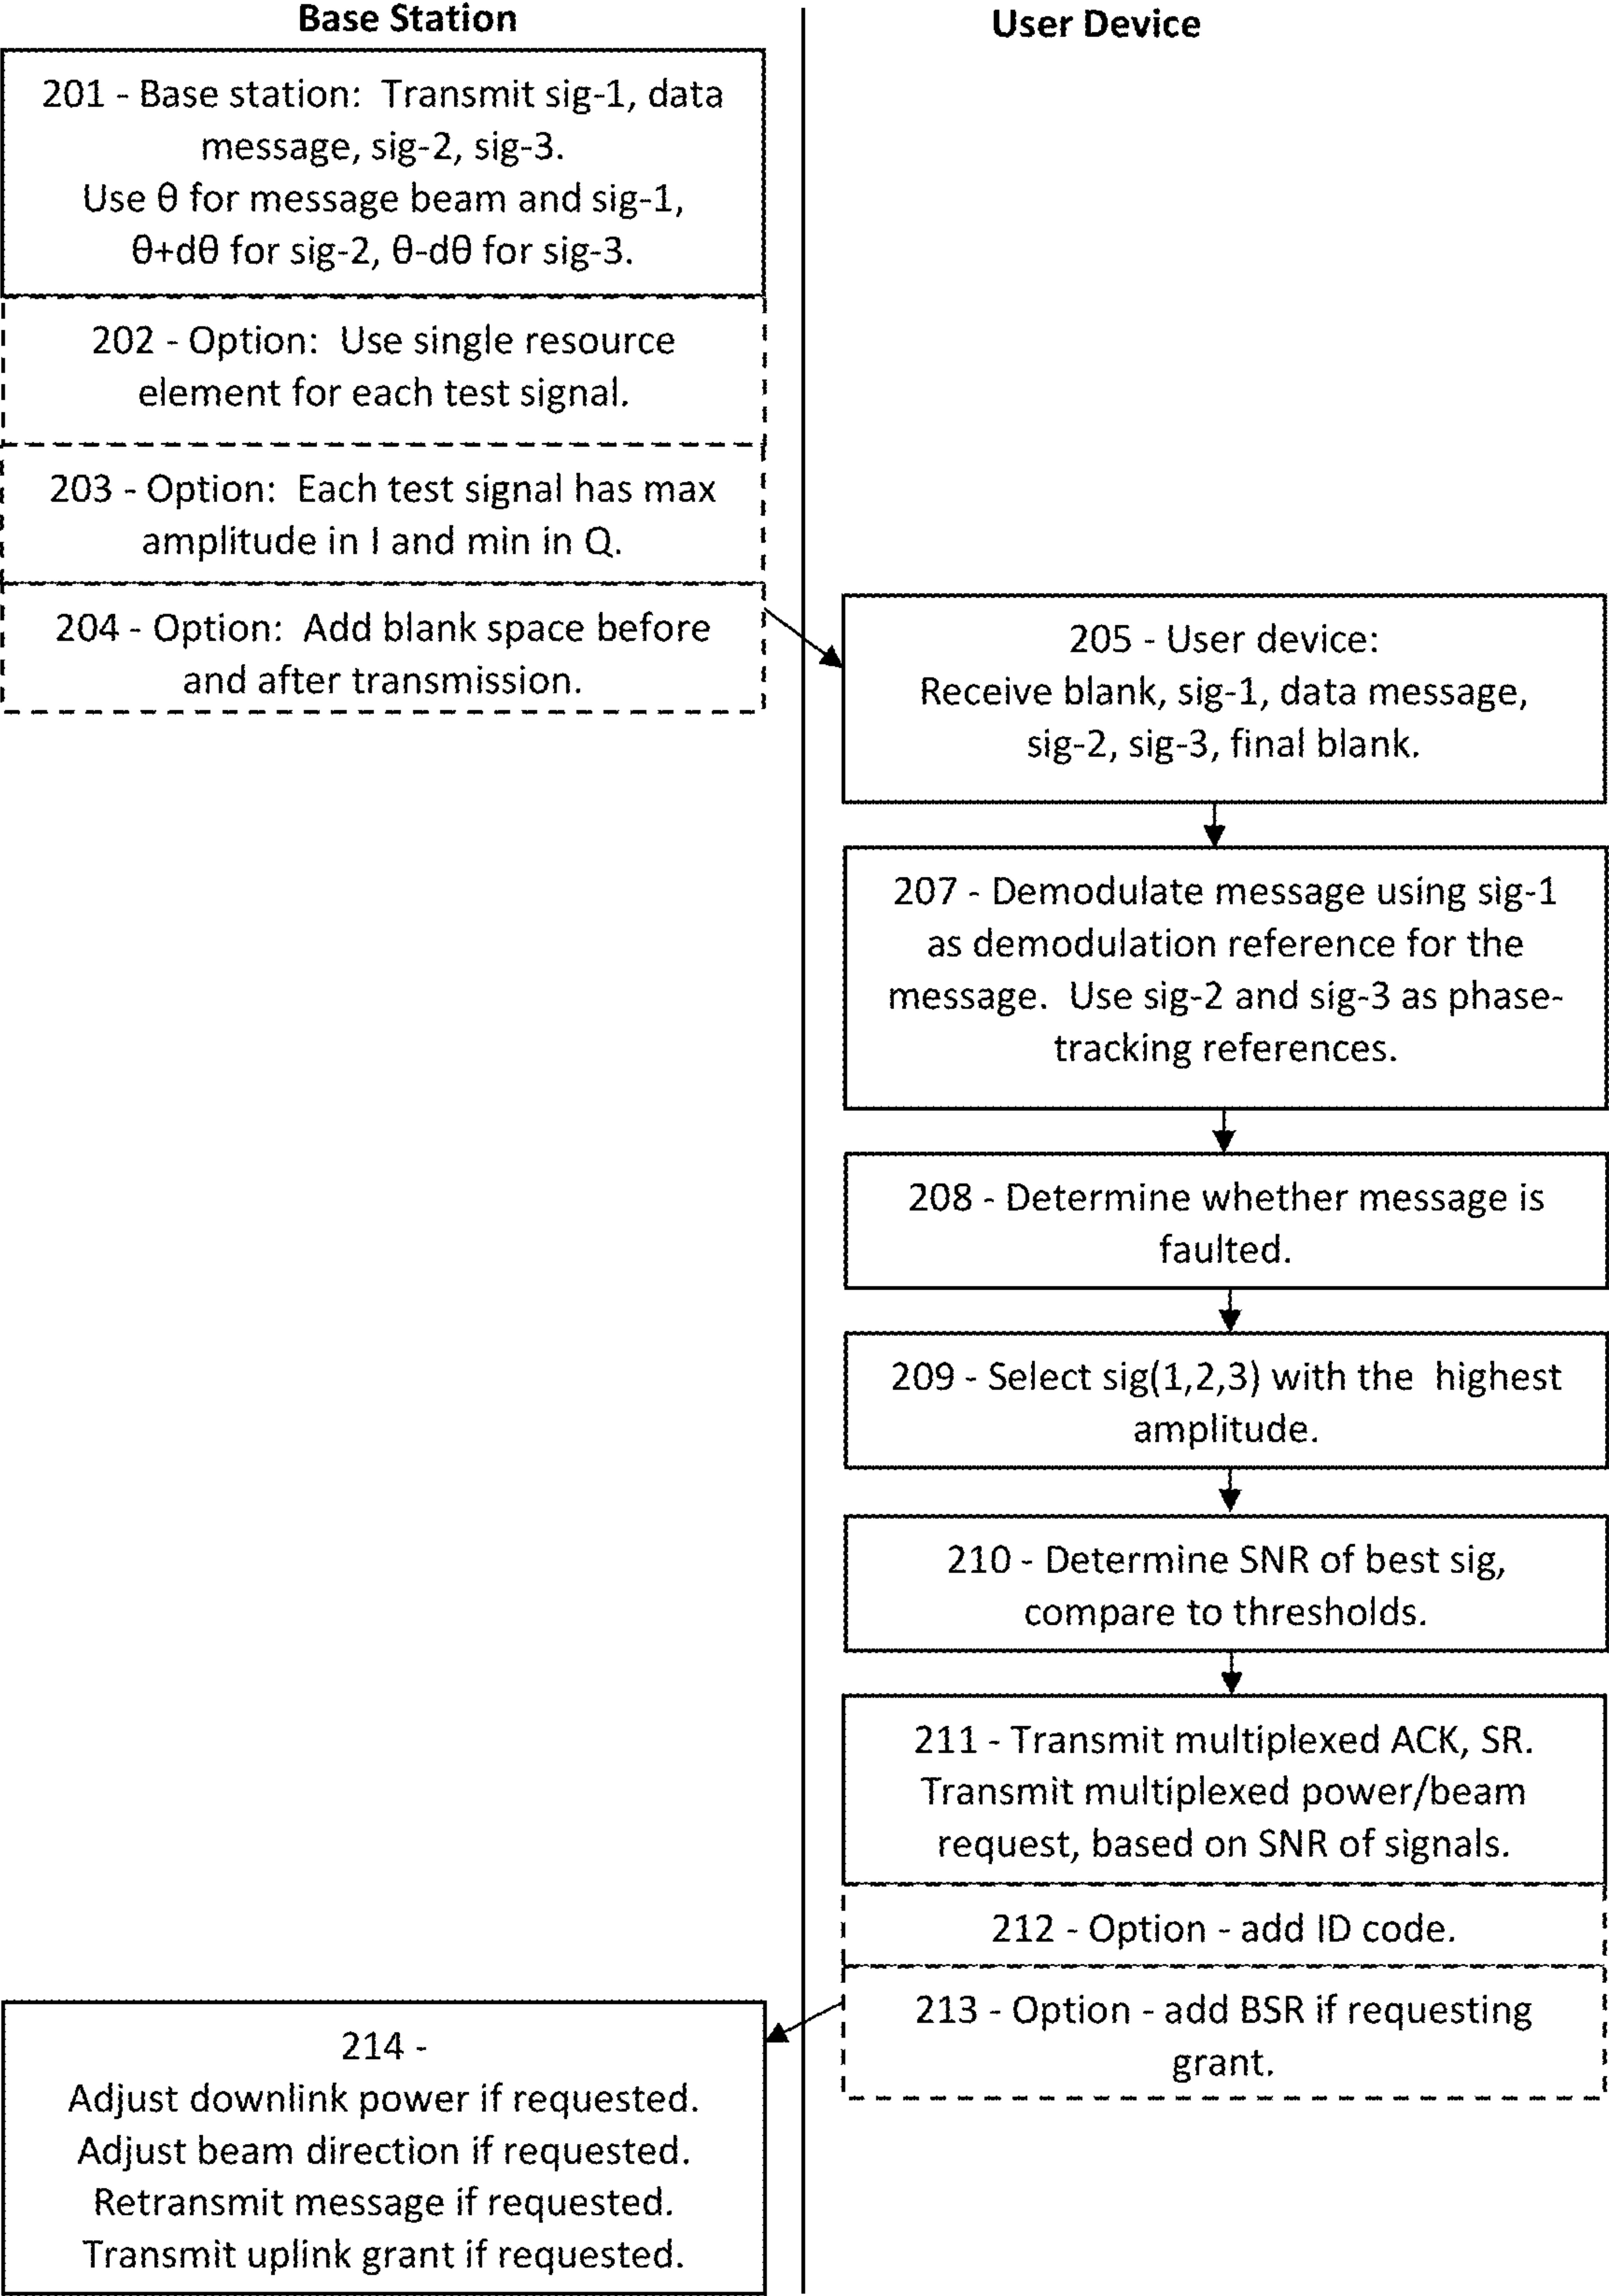 Base Station
User Device
201 - Base station:  Transmit sig-1, data
message, sig-2, sig-3.
Use θ for message beam and sig-1,
θ+dθ for sig-2, θ-dθ for sig-3.
202 - Option:  Use single resource
element for each test signal.
203 - Option:  Each test signal has max
amplitude in I and min in Q.
204 - Option:  Add blank space before
and after transmission.
205 - User device:
Receive blank, sig-1, data message,
sig-2, sig-3, final blank.
207 - Demodulate message using sig-1
as demodulation reference for the
message.  Use sig-2 and sig-3 as phase-
tracking references.
208 - Determine whether message is
faulted.
209 - Select sig(1,2,3) with the  highest
amplitude.
210 - Determine SNR of best sig,
compare to thresholds.
211 - Transmit multiplexed ACK, SR.
Transmit multiplexed power/beam
request, based on SNR of signals.
212 - Option - add ID code.
213 - Option - add BSR if requesting
grant.
214 -
Adjust downlink power if requested.
Adjust beam direction if requested.
Retransmit message if requested.
Transmit uplink grant if requested.